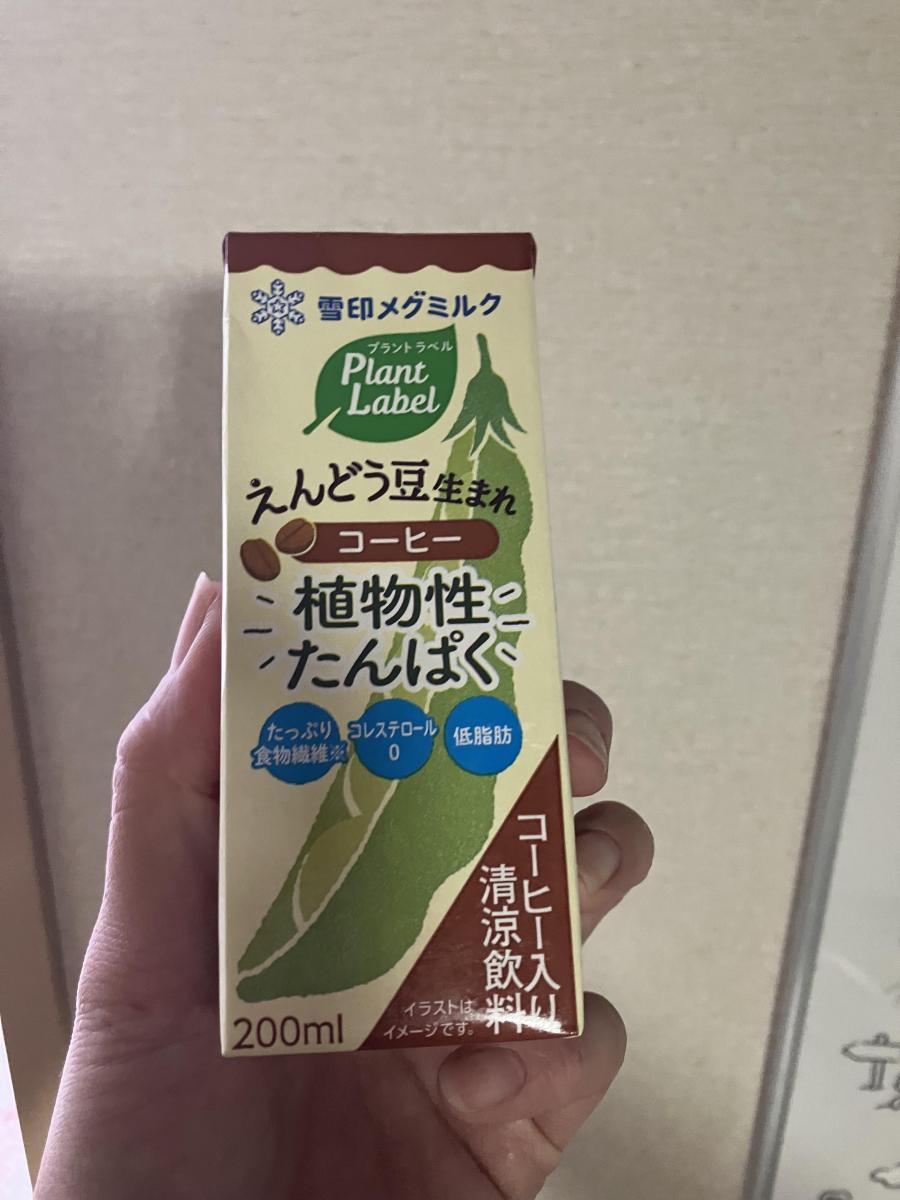 雪印メグミルク
プラントラベル
Plant
Label
えんどう豆生まれ
コーヒー
植物性
たんぱく
たっぷり
食物繊維※
コレステロール
0
低脂肪
コーヒー入り
清涼飲料
イラストは
イメージです。
200ml